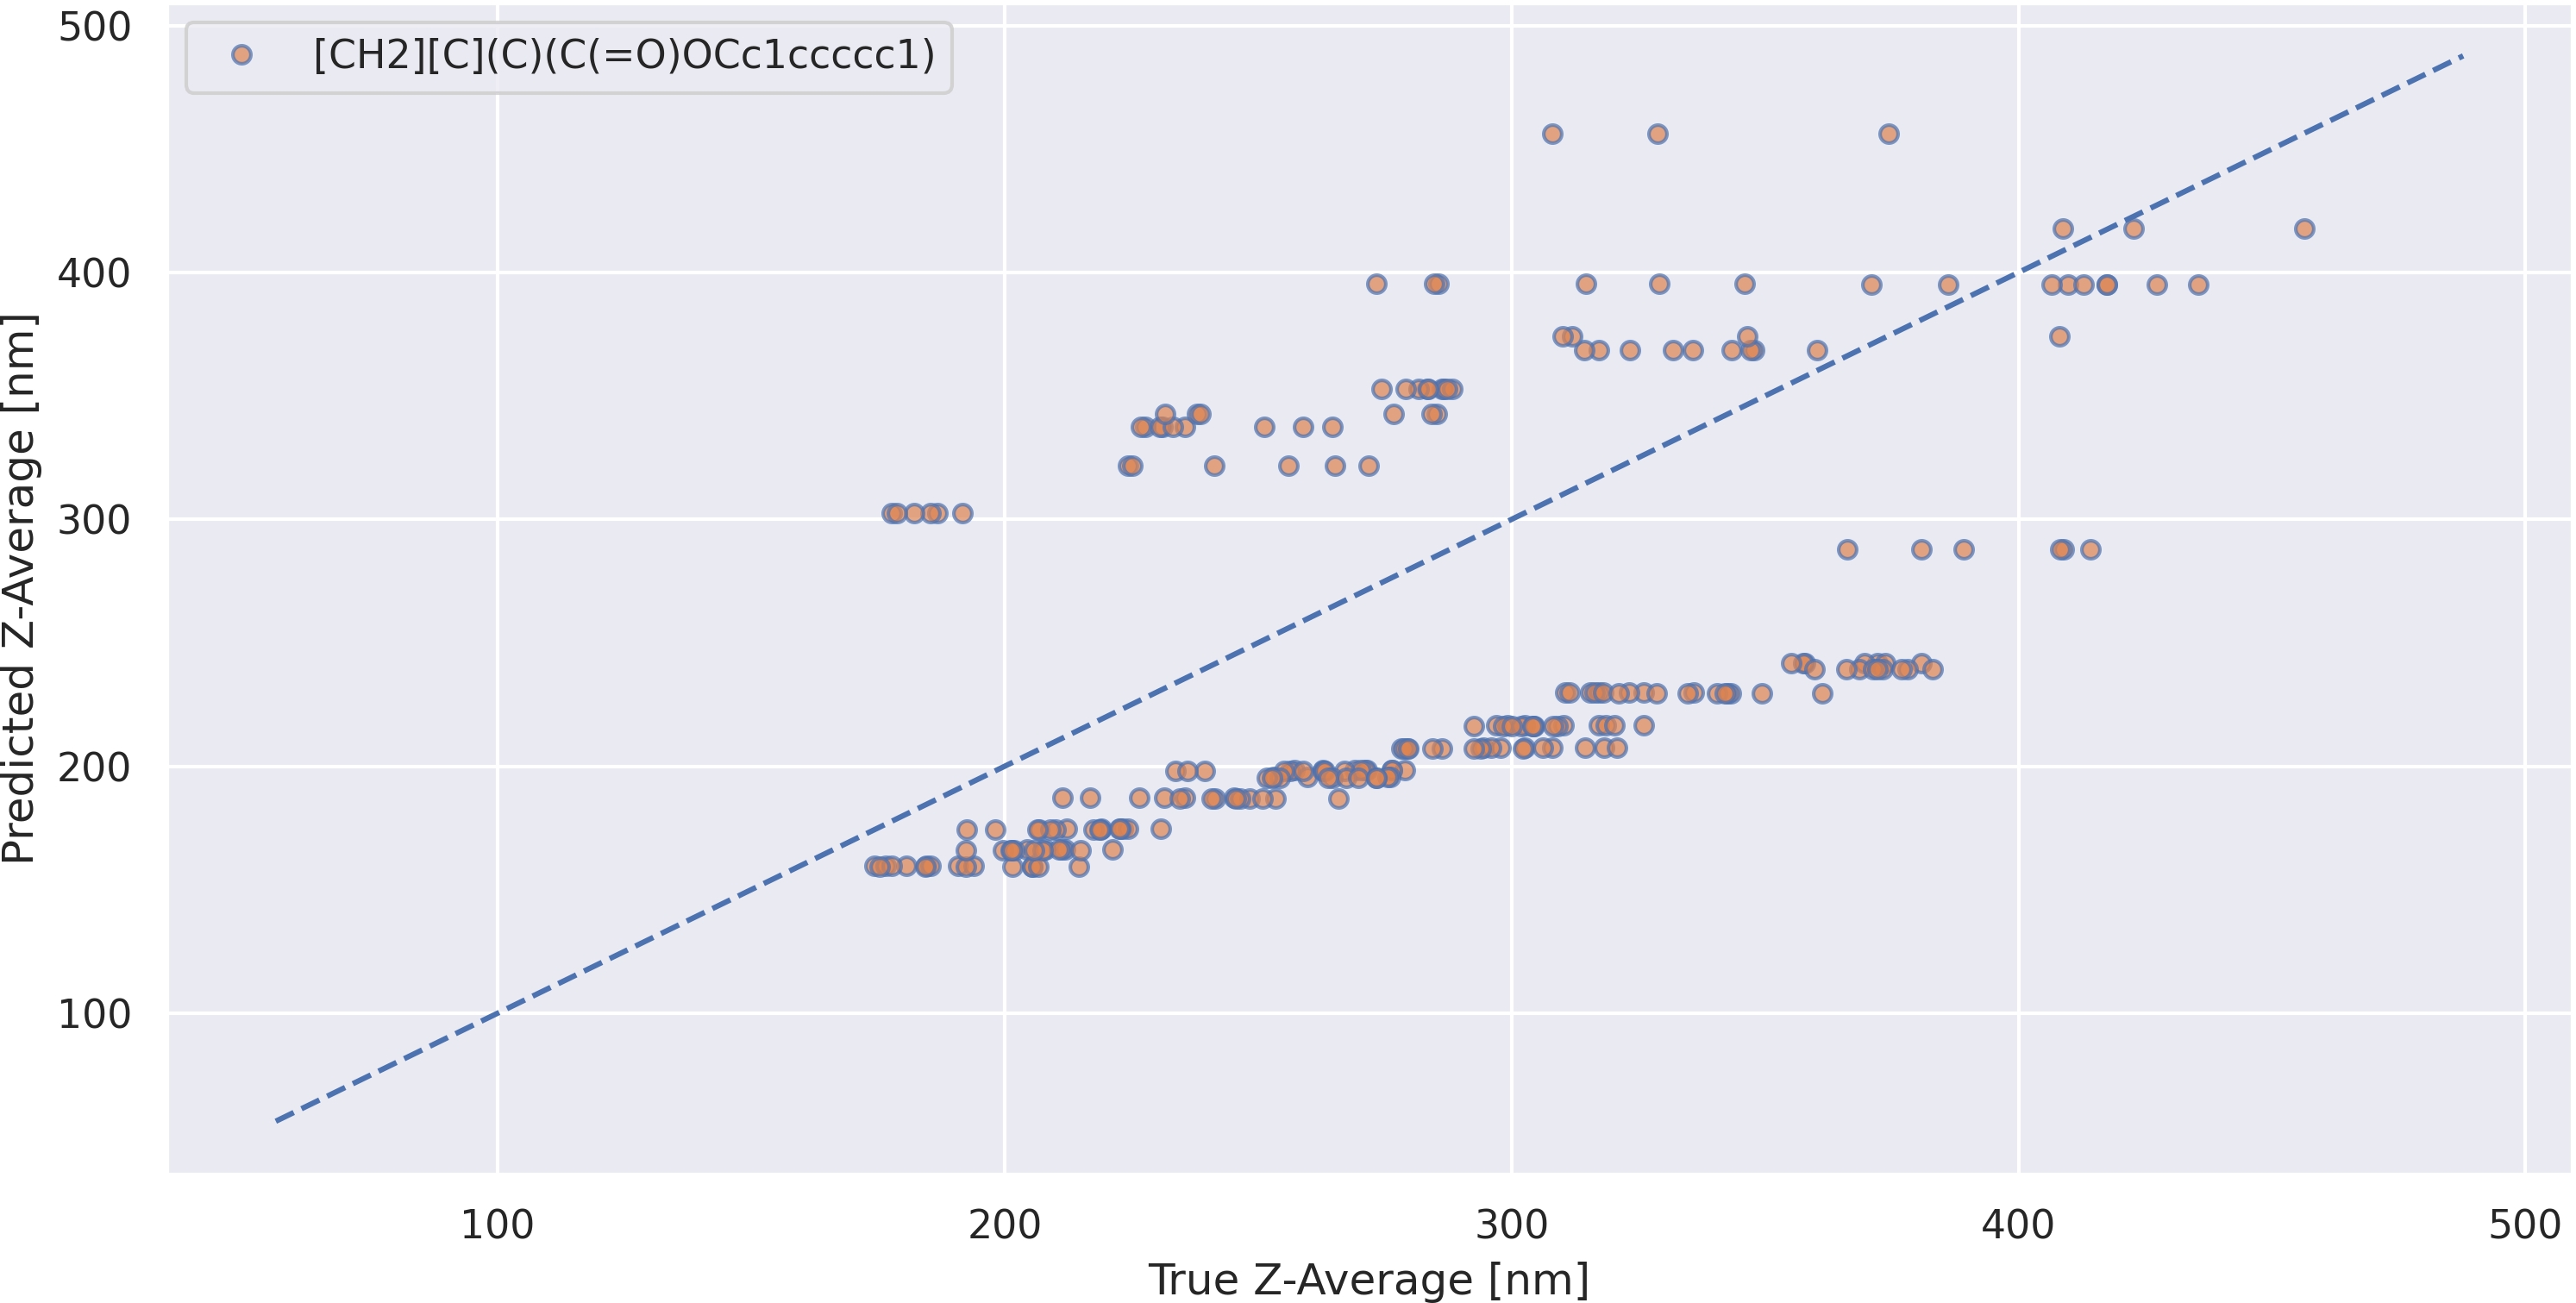 [CH2][C](C)(C(=O)OCc1ccccc1)
500
400
300
200
100
Predicted Z-Average [nm]
100 200 300 400 500
True Z-Average [nm]